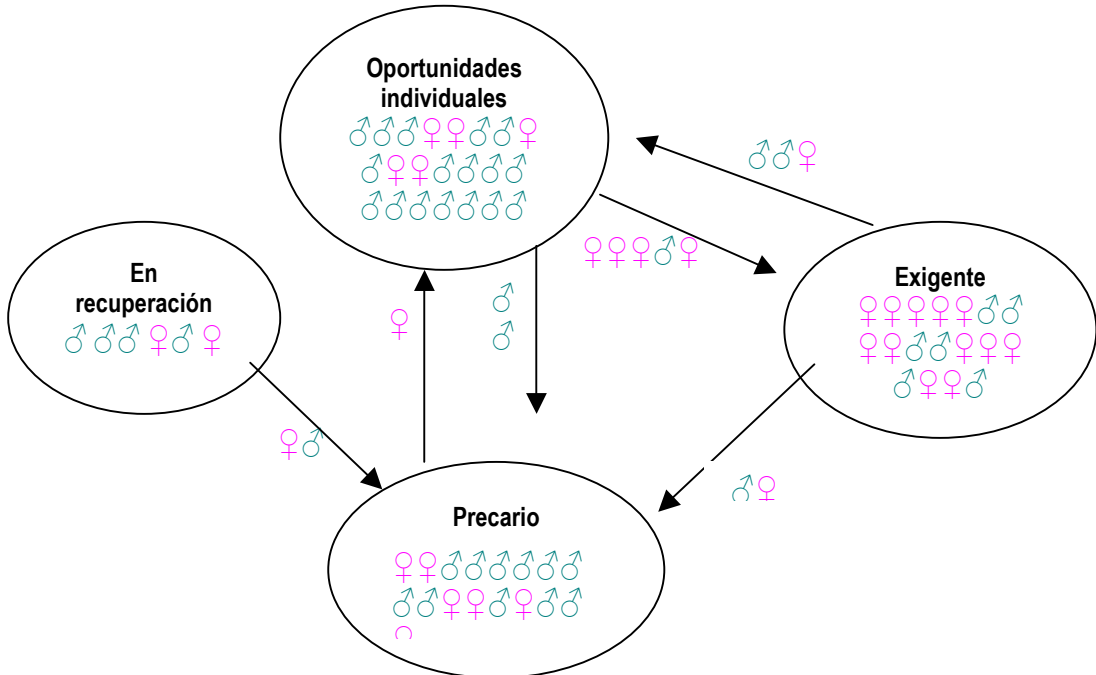 Oportunidades
individuales
♂♂♂♀♀♂♂♀
♂♀♀♂♂♂♂
♂♂♂♂♂♂♂
♂♂♀
♀♀♀♂♀
En
recuperación
♂♂♂♀♂♀
♀
♂
♂
Exigente
♀♀♀♀♀♂♂
♀♀♂♂♀♀♀
♂♀♀♂
♀♂
♂♀
Precario
♀♀♂♂♂♂♂♂
♂♂♀♀♂♀♂♂
♀